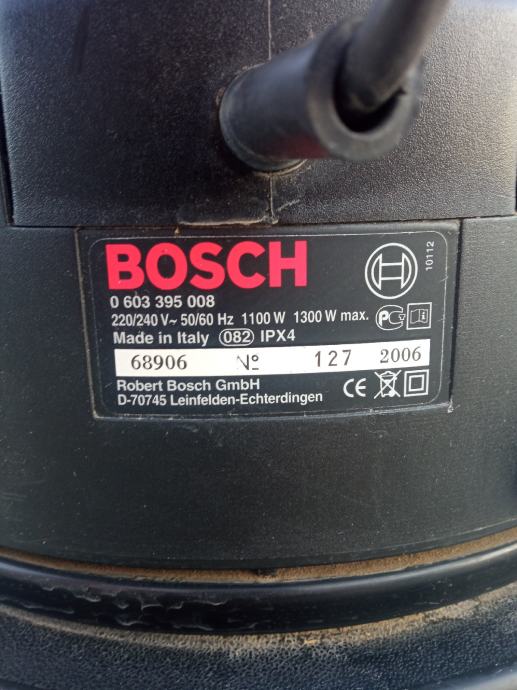 BOSCH
10112
0 603 395 008
220/240 V~ 50/60 Hz 1100 W 1300 W max.
Made in Italy 082 IPX4
68906 Nº 127 2006
Robert Bosch GmbH
D-70745 Leinfelden-Echterdingen
CE